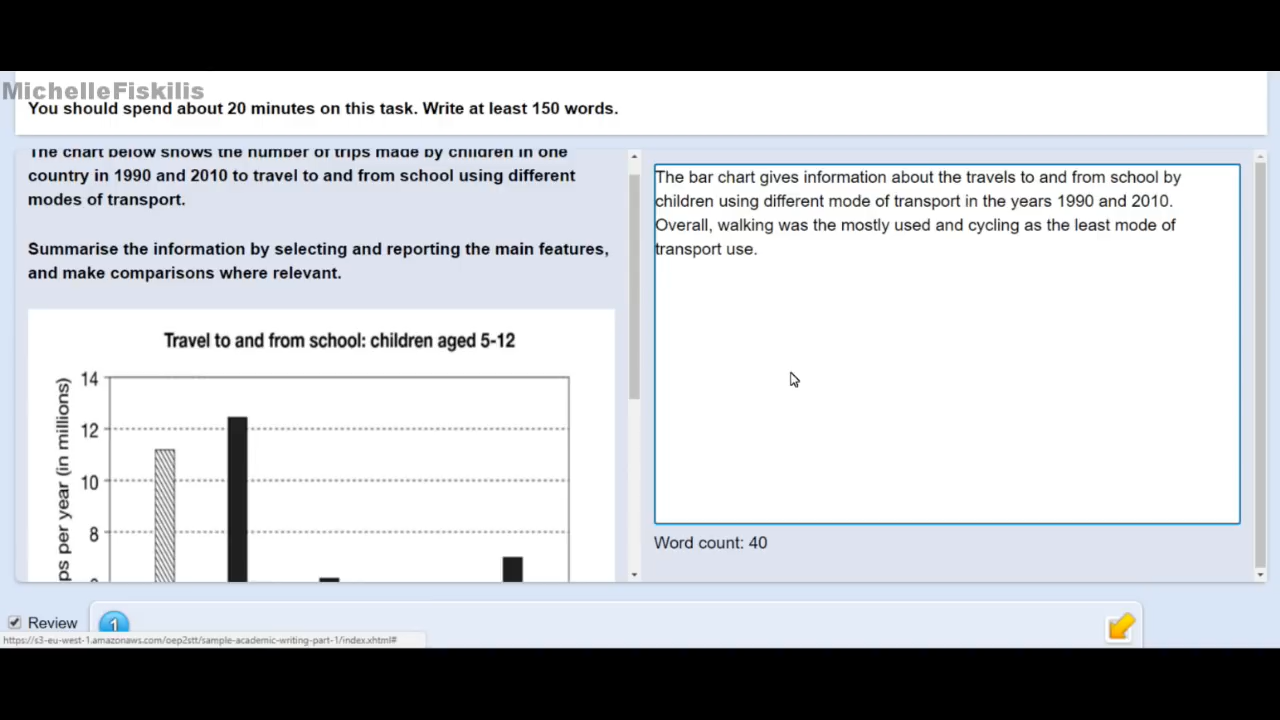 MichelleFiskilis
You should spend about 20 minutes on this task. Write at least 150 words.
The chart below shows the number of trips made by children in one
country in 1990 and 2010 to travel to and from school using different
modes of transport.
Summarise the information by selecting and reporting the main features,
and make comparisons where relevant.
Travel to and from school: children aged 5-12
ps per year (in millions)
14
12
10
8
The bar chart gives information about the travels to and from school by
children using different mode of transport in the years 1990 and 2010.
Overall, walking was the mostly used and cycling as the least mode of
transport use.
Word count: 40
Review
1
https://s3-eu-west-1.amazonaws.com/oep2stt/sample-academic-writing-part-1/index.xhtml#